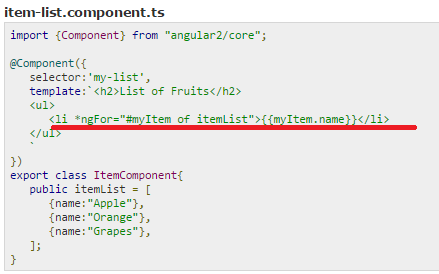 item-list.component.ts
import {Component} from "angular2/core";
@Component({
selector:'my-list',
template:`<h2>List of Fruits</h2>
<ul>
<li *ngFor="#myItem of itemList">{{myItem.name}}</li>
</ul>
`
})
export class ItemComponent{
public itemList = [
{name:"Apple"},
{name:"Orange"},
{name:"Grapes"},
];
}